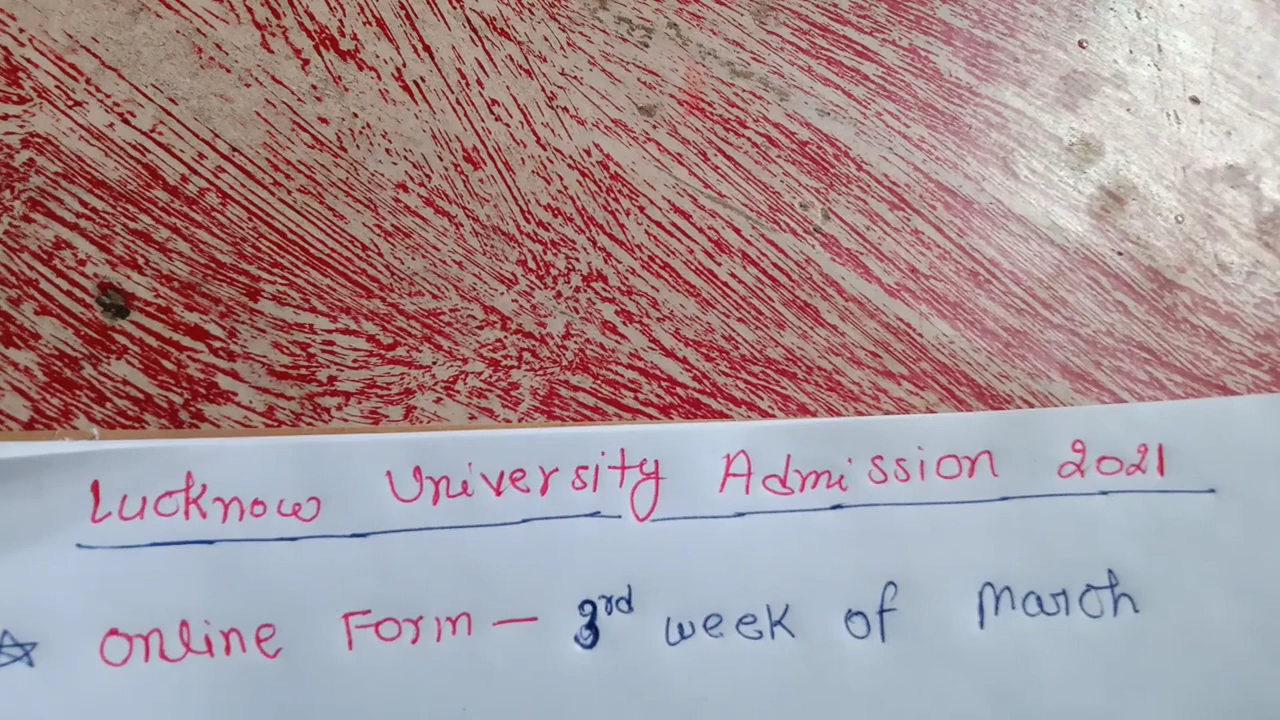 Lucknow University Admission 2021
☆ Online Form — 3rd week of March